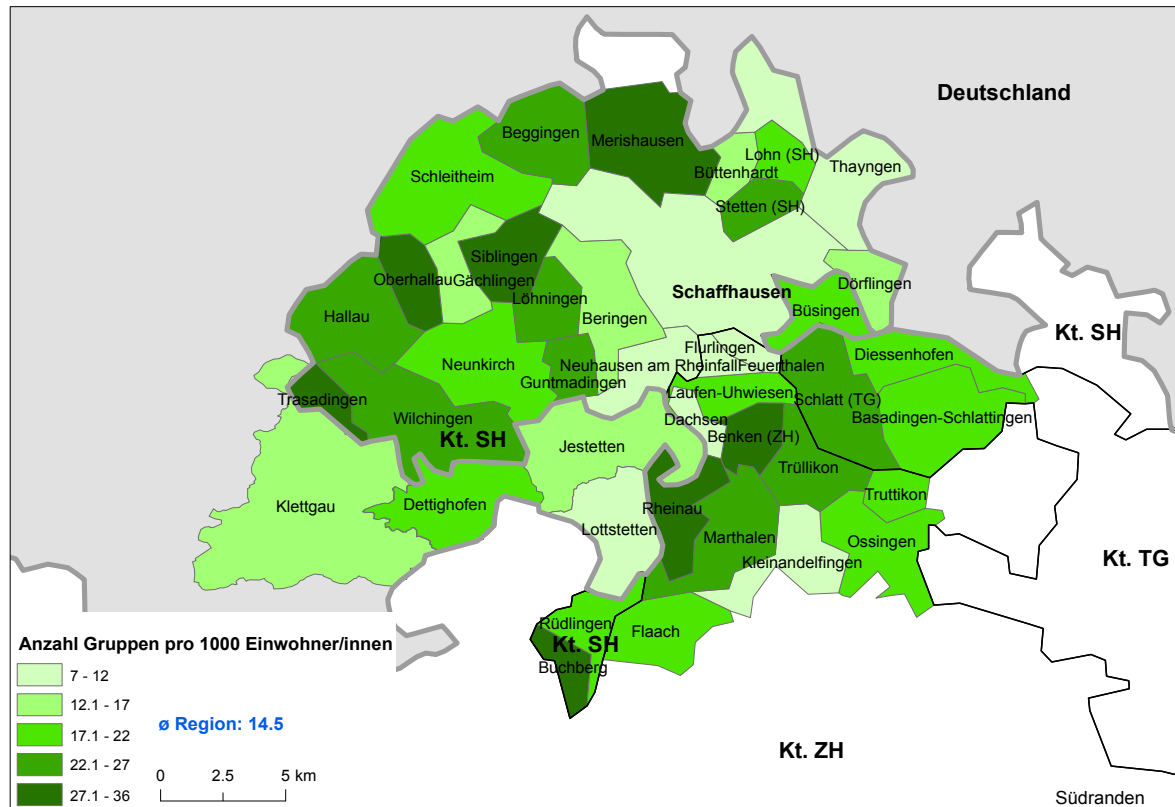 Deutschland
Beggingen
Merishausen
Lohn (SH)
Thayngen
Büttenhardt
Schleitheim
Stetten (SH)
Siblingen
Oberhallau
Gächlingen
Dörflingen
Schaffhausen
Löhningen
Büsingen
Hallau
Beringen
Kt. SH
Flurlingen
Diessenhofen
Neunkirch
Neuhausen am Rheinfall
Feuerthalen
Guntmadingen
Laufen-Uhwiesen
Schlatt (TG)
Trasadingen
Basadingen-Schlattingen
Wilchingen
Dachsen
Kt. SH
Benken (ZH)
Jestetten
Trüllikon
Truttikon
Klettgau
Dettighofen
Rheinau
Lottstetten
Marthalen
Ossingen
Kt. TG
Kleinandelfingen
Rüdlingen
Flaach
Kt. SH
Buchberg
Anzahl Gruppen pro 1000 Einwohner/innen
7 - 12
12.1 - 17
17.1 - 22
22.1 - 27
27.1 - 36
ø Region: 14.5
0 2.5 5 km
Kt. ZH
Südranden